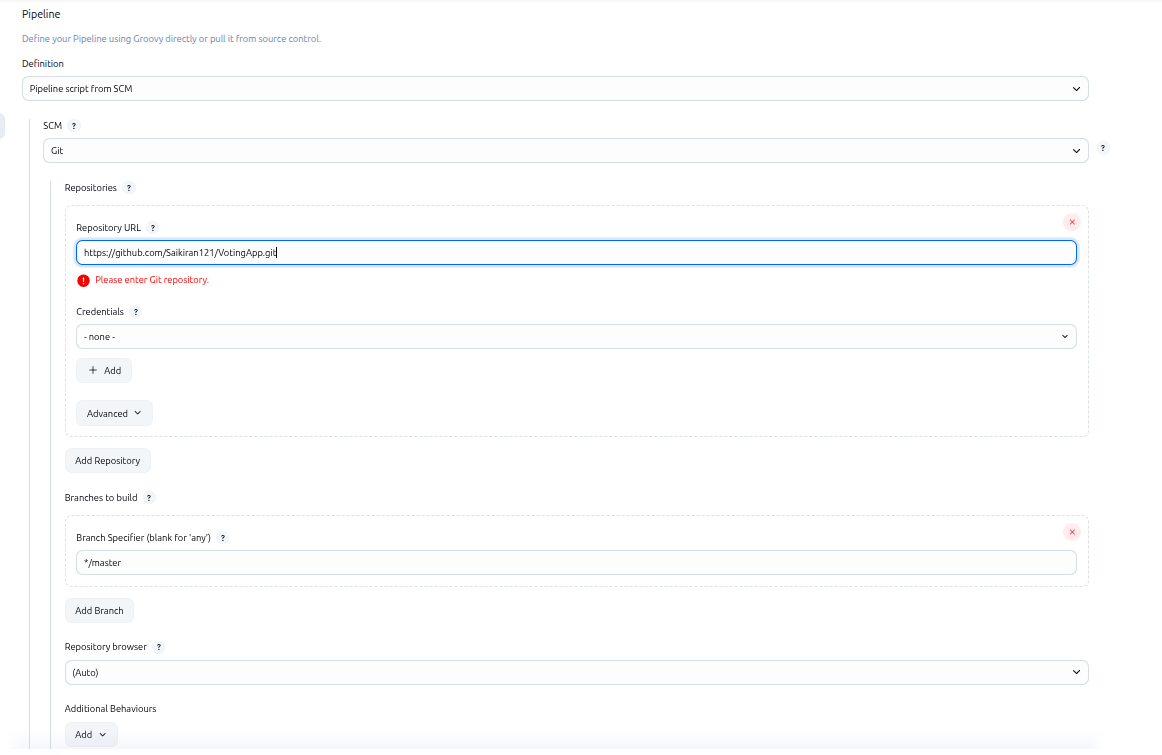 Pipeline
Define your Pipeline using Groovy directly or pull it from source control.
Definition
Pipeline script from SCM
SCM ?
Git
?
Repositories ?
Repository URL ?
https://github.com/Saikiran121/VotingApp.git
Please enter Git repository.
Credentials ?
- none -
+ Add
Advanced
Add Repository
Branches to build ?
Branch Specifier (blank for 'any') ?
*/master
Add Branch
Repository browser ?
(Auto)
Additional Behaviours
Add